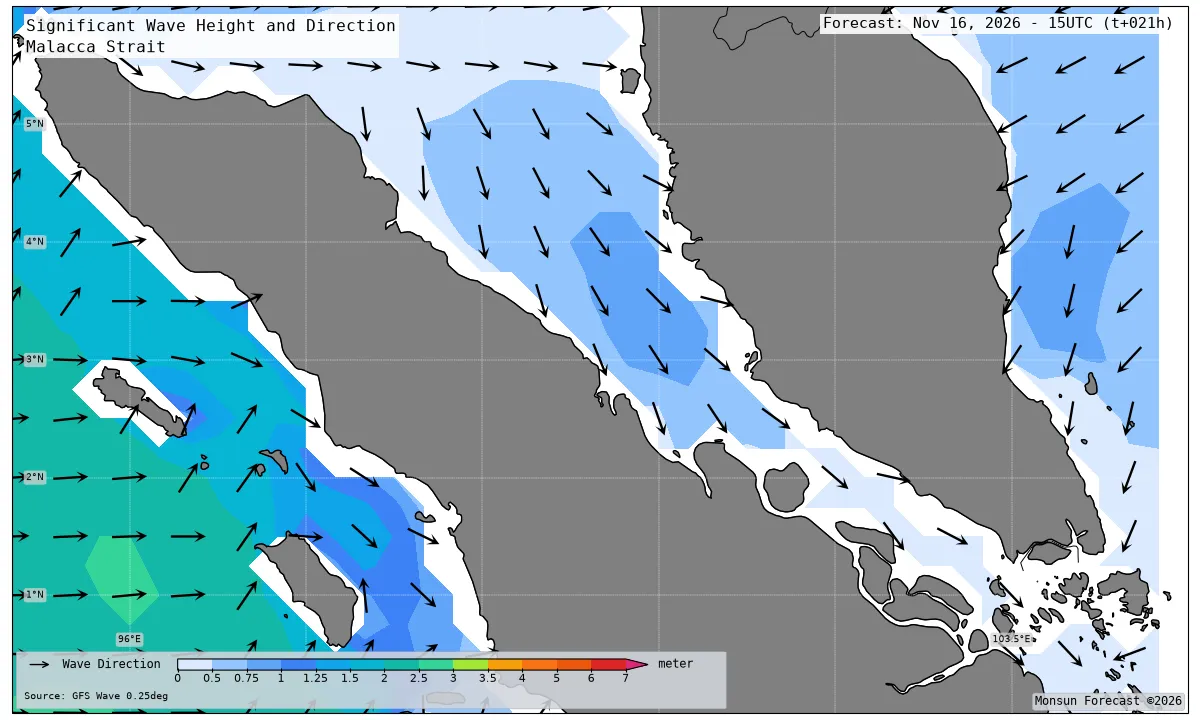 Significant Wave Height and Direction
Malacca Strait
Forecast: Nov 16, 2026 - 15UTC (t+021h)
5°N
4°N
3°N
2°N
1°N
96°E
103.5°E
Wave Direction
meter
0 0.5 0.75 1 1.25 1.5 2 2.5 3 3.5 4 5 6 7
Source: GFS Wave 0.25deg
Monsun Forecast ©2026